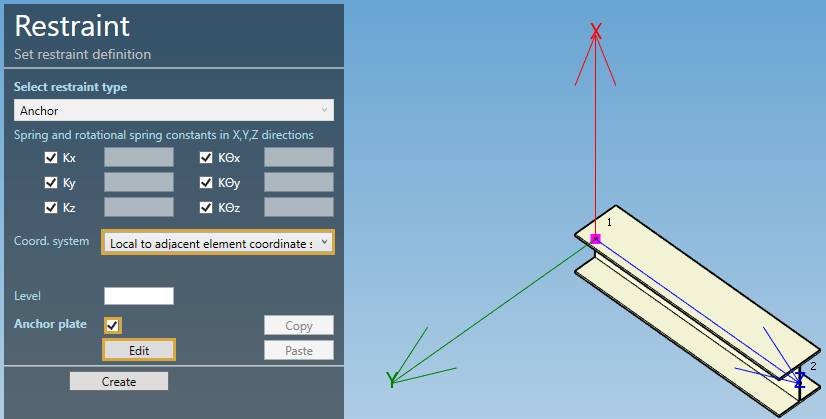 Restraint
Set restraint definition
Select restraint type
Anchor
Spring and rotational spring constants in X,Y,Z directions
Kx KΘx
Ky KΘy
Kz KΘz
Coord. system Local to adjacent element coordinate s
Level
Anchor plate Copy
Edit Paste
Create
X
1
Y
2
Z